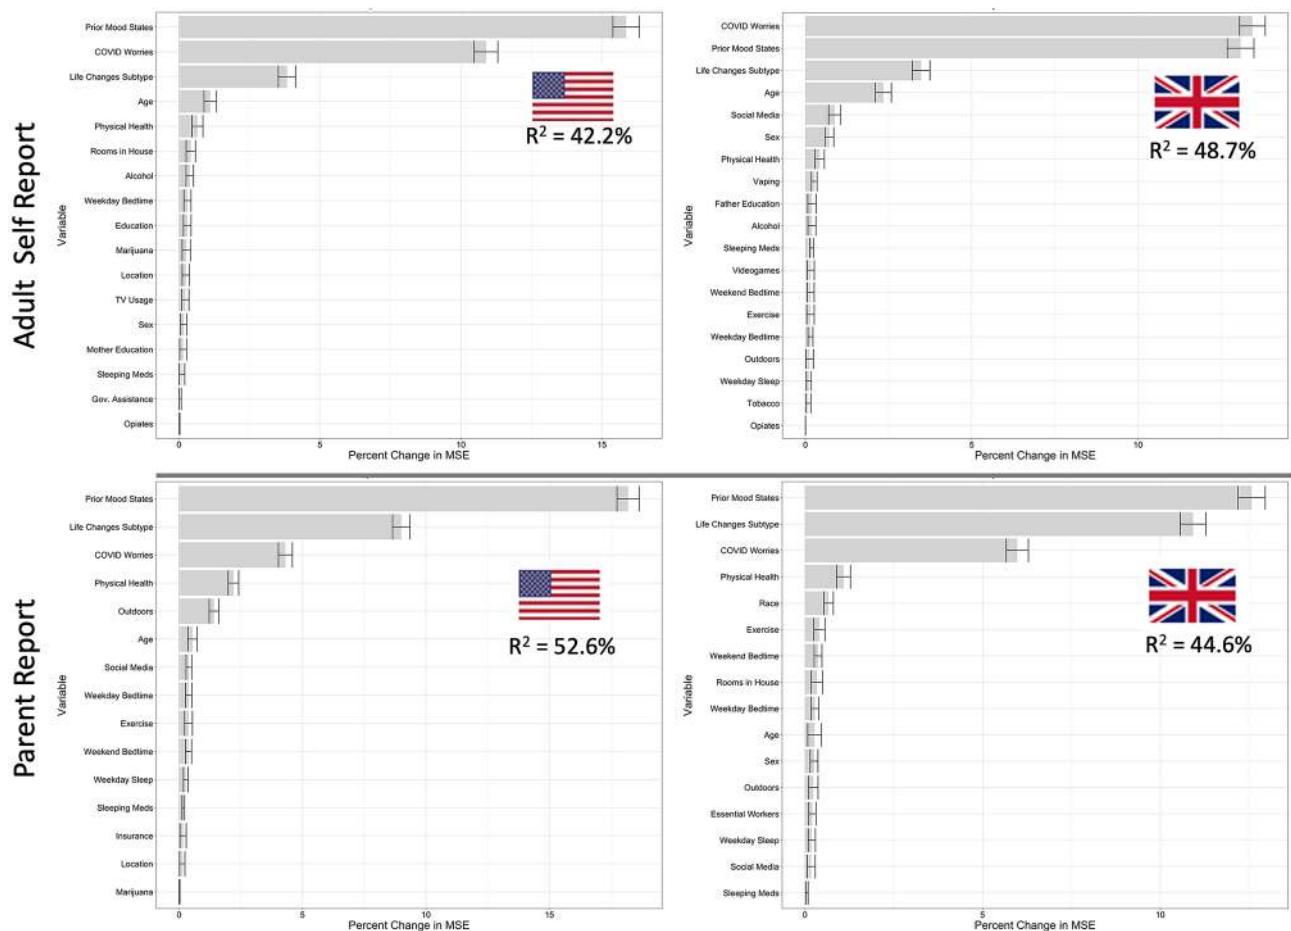 Adult Self Report
Variable
Prior Mood States
COVID Worries
Life Changes Subtype
Age
Physical Health
Rooms in House
Alcohol
Weekday Bedtime
Education
Marijuana
Location
TV Usage
Sex
Mother Education
Sleeping Meds
Gov. Assistance
Opiates
R² = 42.2%
0 5 10 15
Percent Change in MSE
Variable
COVID Worries
Prior Mood States
Life Changes Subtype
Age
Social Media
Sex
Physical Health
Vaping
Father Education
Alcohol
Sleeping Meds
Videogames
Weekend Bedtime
Exercise
Weekday Bedtime
Outdoors
Weekday Sleep
Tobacco
Opiates
R² = 48.7%
0 5 10
Percent Change in MSE
Parent Report
Variable
Prior Mood States
Life Changes Subtype
COVID Worries
Physical Health
Outdoors
Age
Social Media
Weekday Bedtime
Exercise
Weekend Bedtime
Weekday Sleep
Sleeping Meds
Insurance
Location
Marijuana
R² = 52.6%
0 5 10 15
Percent Change in MSE
Variable
Prior Mood States
Life Changes Subtype
COVID Worries
Physical Health
Race
Exercise
Weekend Bedtime
Rooms in House
Weekday Bedtime
Age
Sex
Outdoors
Essential Workers
Weekday Sleep
Social Media
Sleeping Meds
R² = 44.6%
0 5 10
Percent Change in MSE